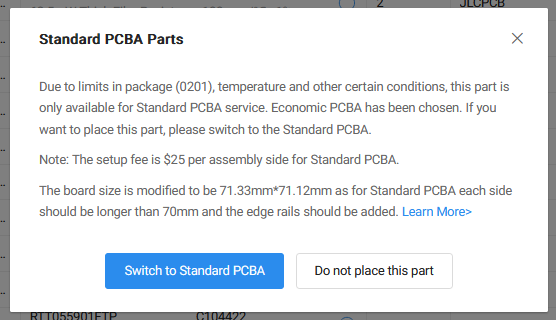 2
JLCPCB
Standard PCBA Parts
Due to limits in package (0201), temperature and other certain conditions, this part is
only available for Standard PCBA service. Economic PCBA has been chosen. If you
want to place this part, please switch to the Standard PCBA.
Note: The setup fee is $25 per assembly side for Standard PCBA.
The board size is modified to be 71.33mm*71.12mm as for Standard PCBA each side
should be longer than 70mm and the edge rails should be added. Learn More>
Switch to Standard PCBA
Do not place this part
RTT055901FTP
C104422